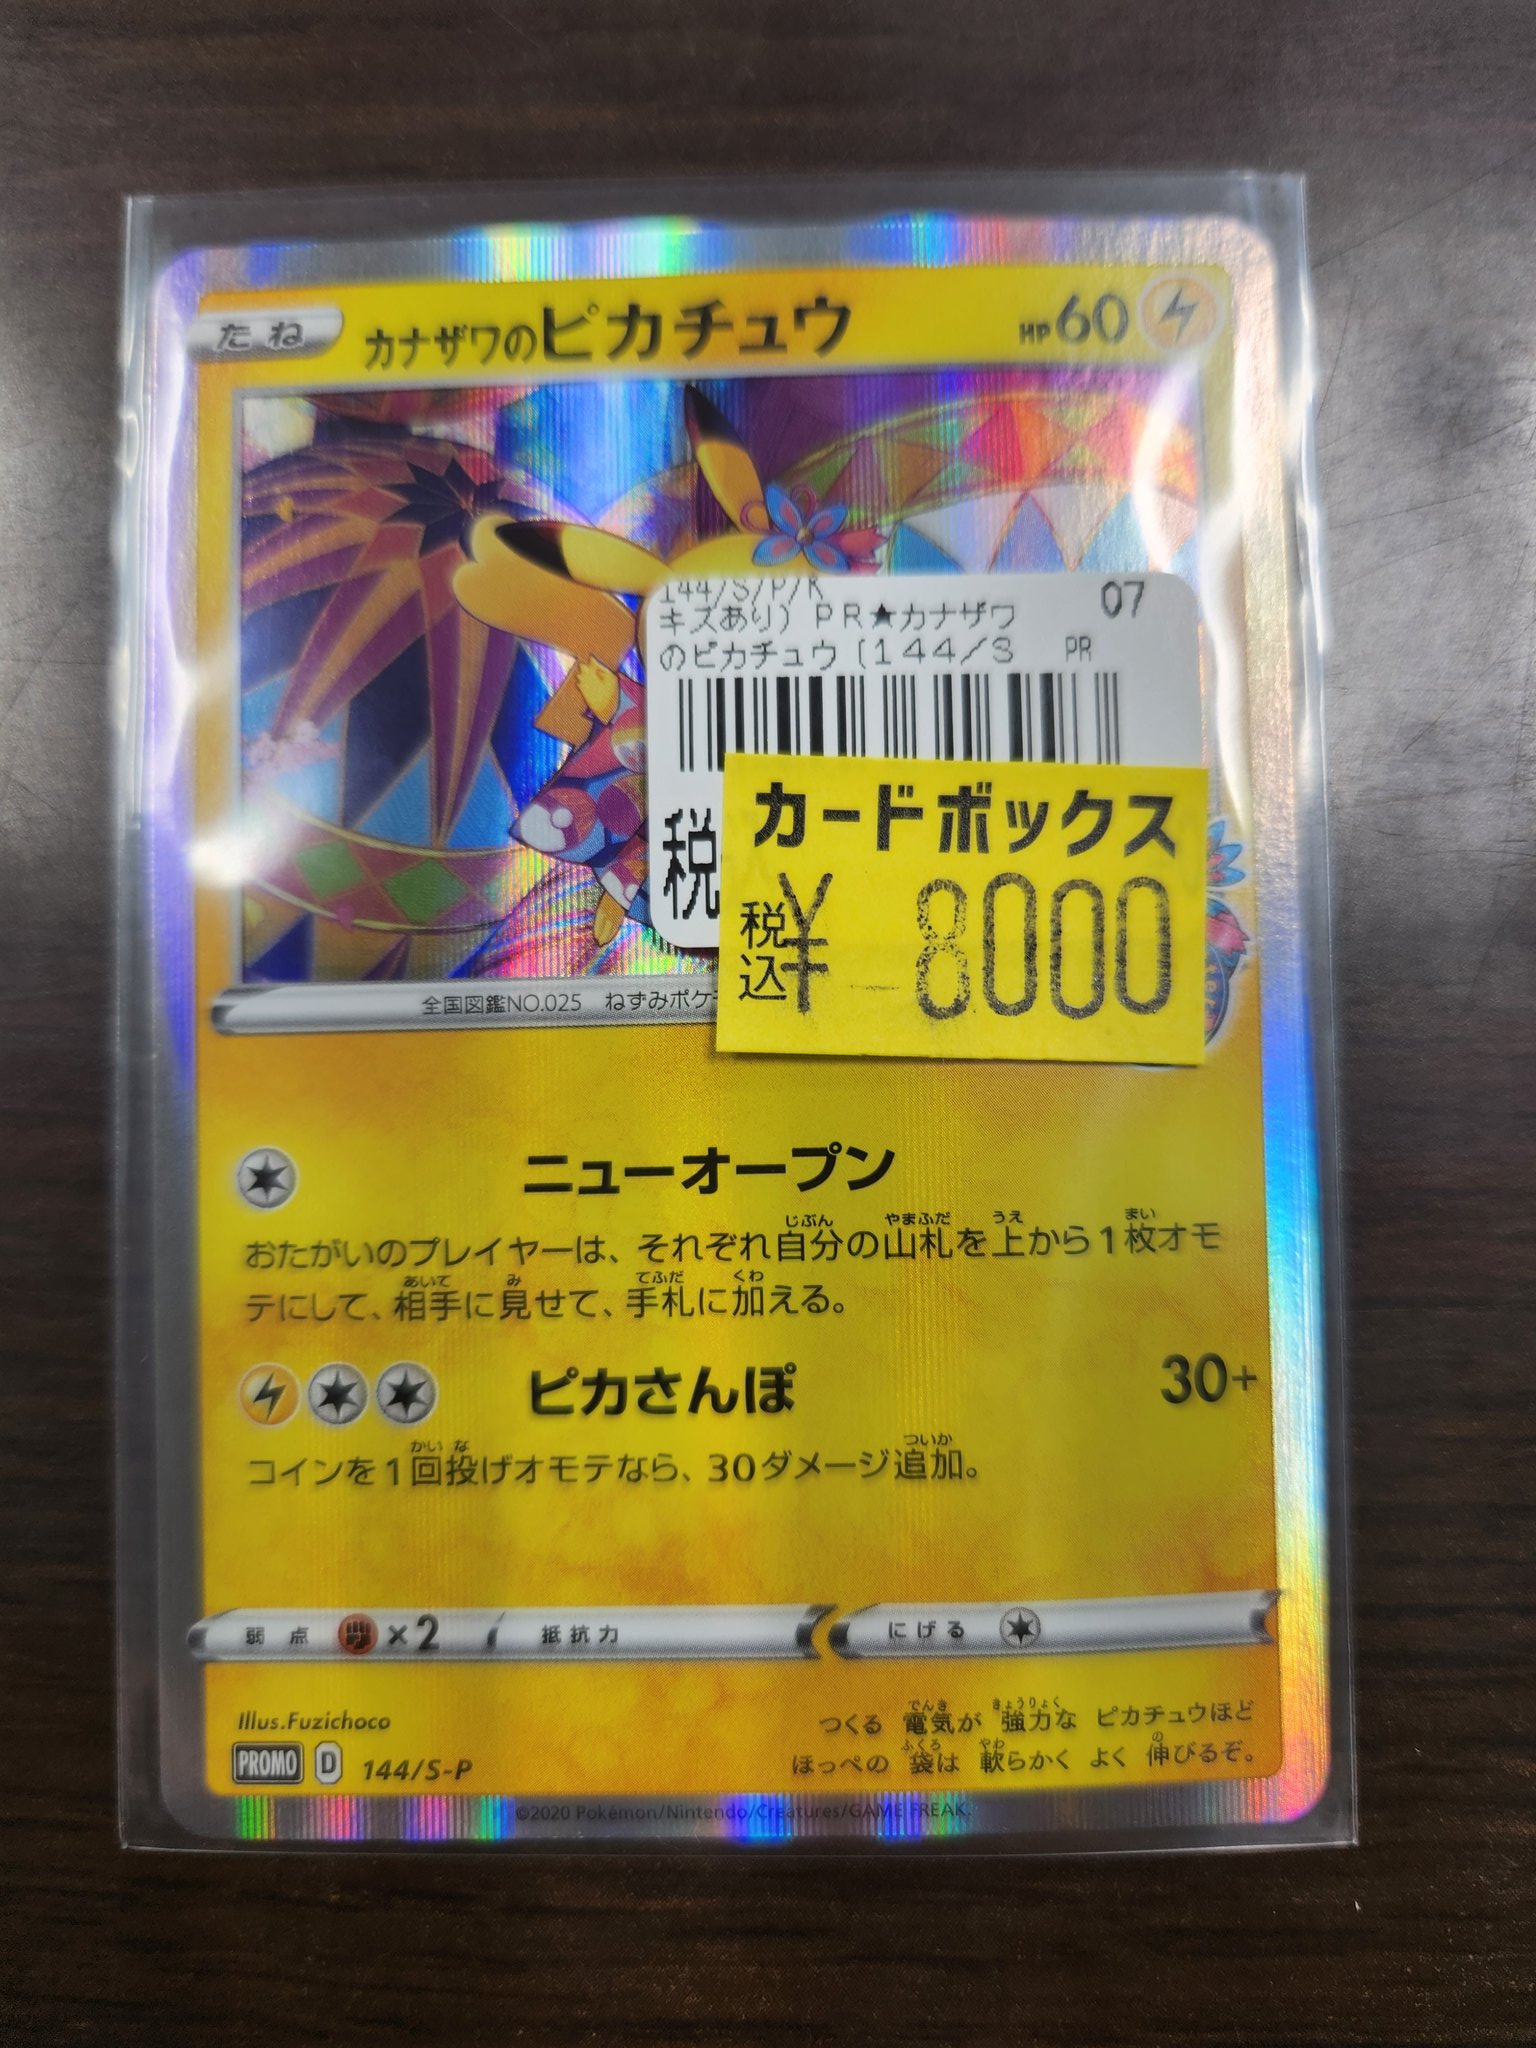 たね
カナザワのピカチュウ
HP60
144/S/P/K
07
キズあり) PR★カナザワ
のピカチュウ [144/S PR
税
カードボックス
税込 ¥ 8000
全国図鑑NO.025 ねずみポケ
ニューオープン
おたがいのプレイヤーは、それぞれ自分の山札を上から1枚オモ
テにして、相手に見せて、手札に加える。
ピカさんぽ 30+
コインを1回投げオモテなら、30ダメージ追加。
弱点 ×2 抵抗力 にげる
Illus.Fuzichoco
PROMO D 144/S-P
つくる 電気が 強力な ピカチュウほど
ほっぺの 袋は 軟らかく よく 伸びるぞ。
©2020 Pokémon/Nintendo/Creatures/GAME FREAK.